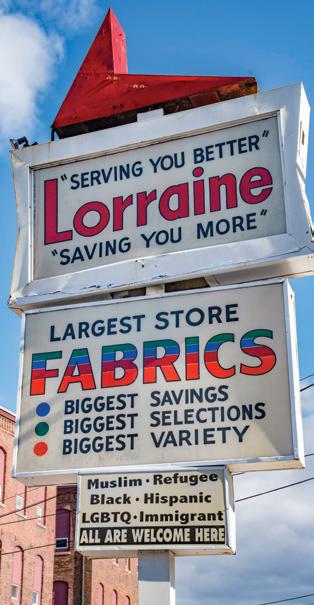 "SERVING YOU BETTER"
Lorraine
"SAVING YOU MORE"
LARGEST STORE
FABRICS
BIGGEST SAVINGS
BIGGEST SELECTIONS
BIGGEST VARIETY
Muslim · Refugee
Black · Hispanic
LGBTQ · Immigrant
ALL ARE WELCOME HERE